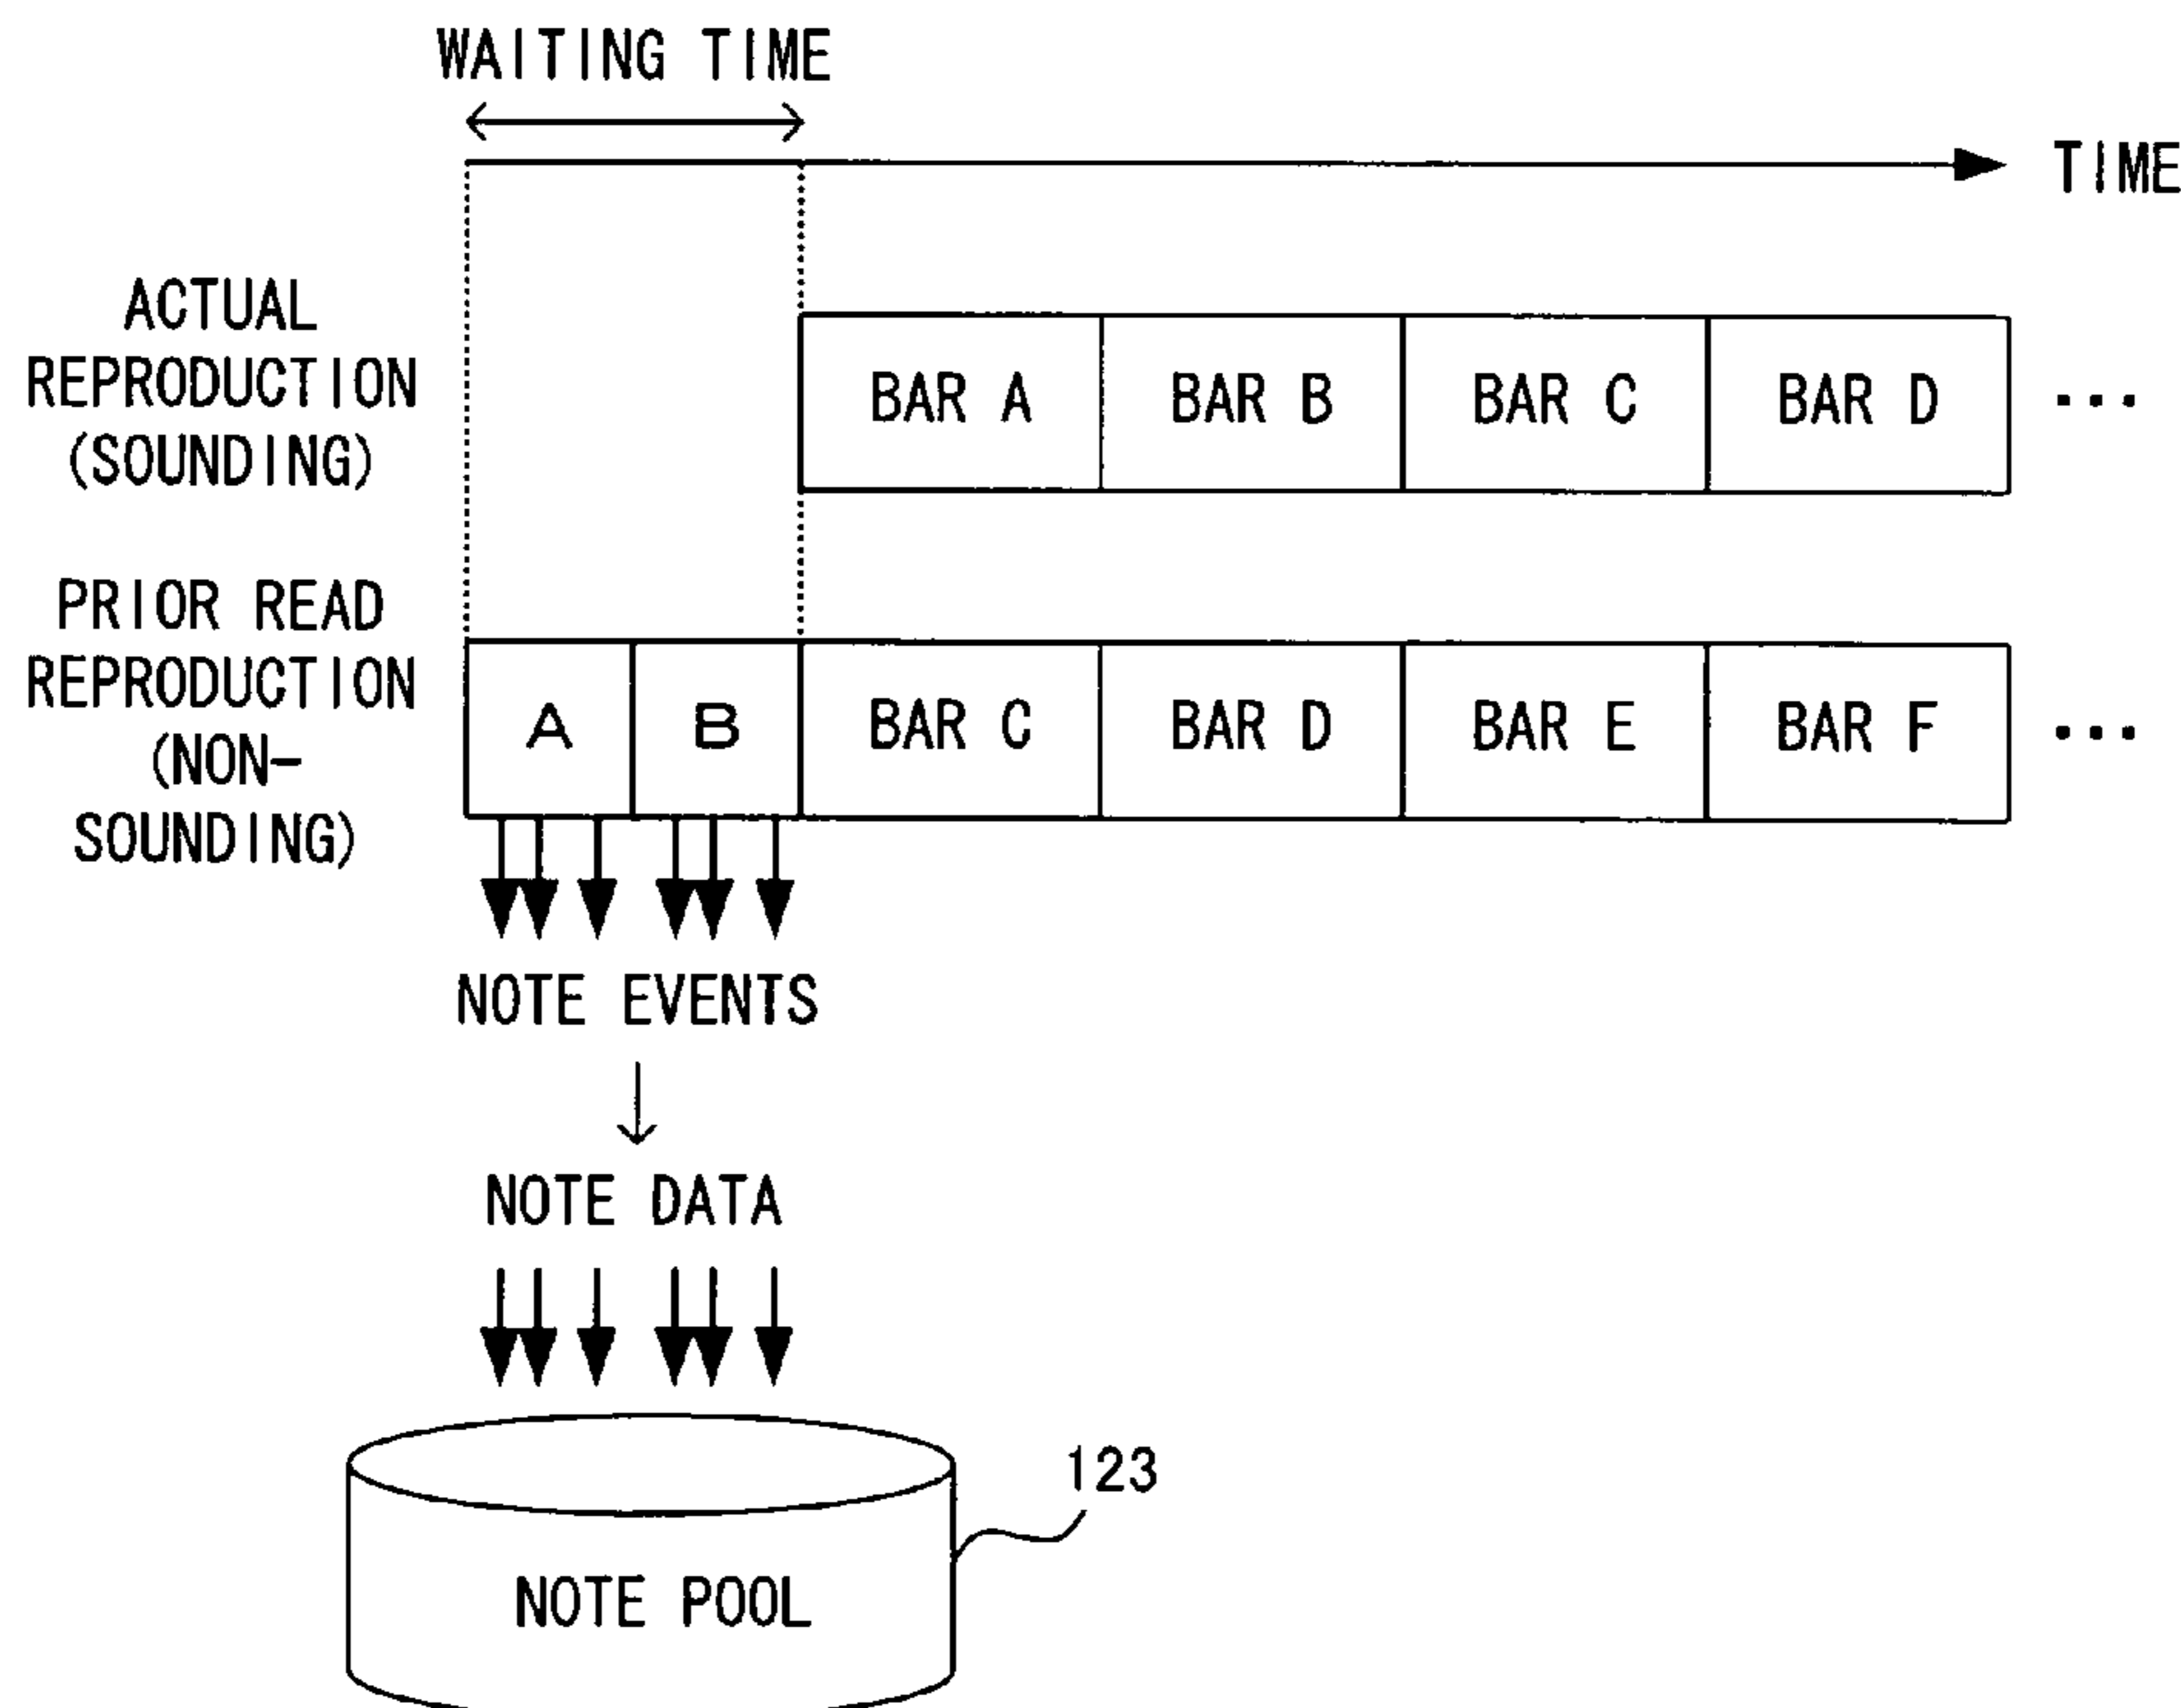 WAITING TIME
TIME
ACTUAL
REPRODUCTION
(SOUNDING)
BAR A
BAR B
BAR C
BAR D
...
PRIOR READ
REPRODUCTION
(NON-
SOUNDING)
A
B
BAR C
BAR D
BAR E
BAR F
...
NOTE EVENTS
NOTE DATA
123
NOTE POOL